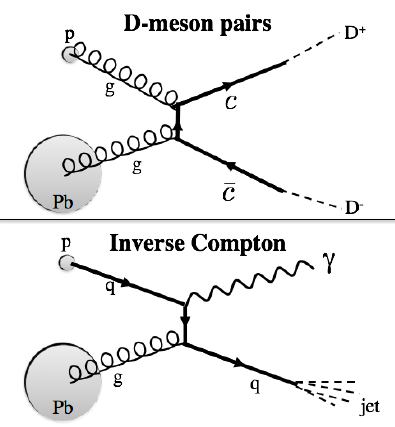 D-meson pairs
p
D⁺
g
c
g
c̄
Pb
D⁻
Inverse Compton
p
γ
q
g
q
Pb
jet